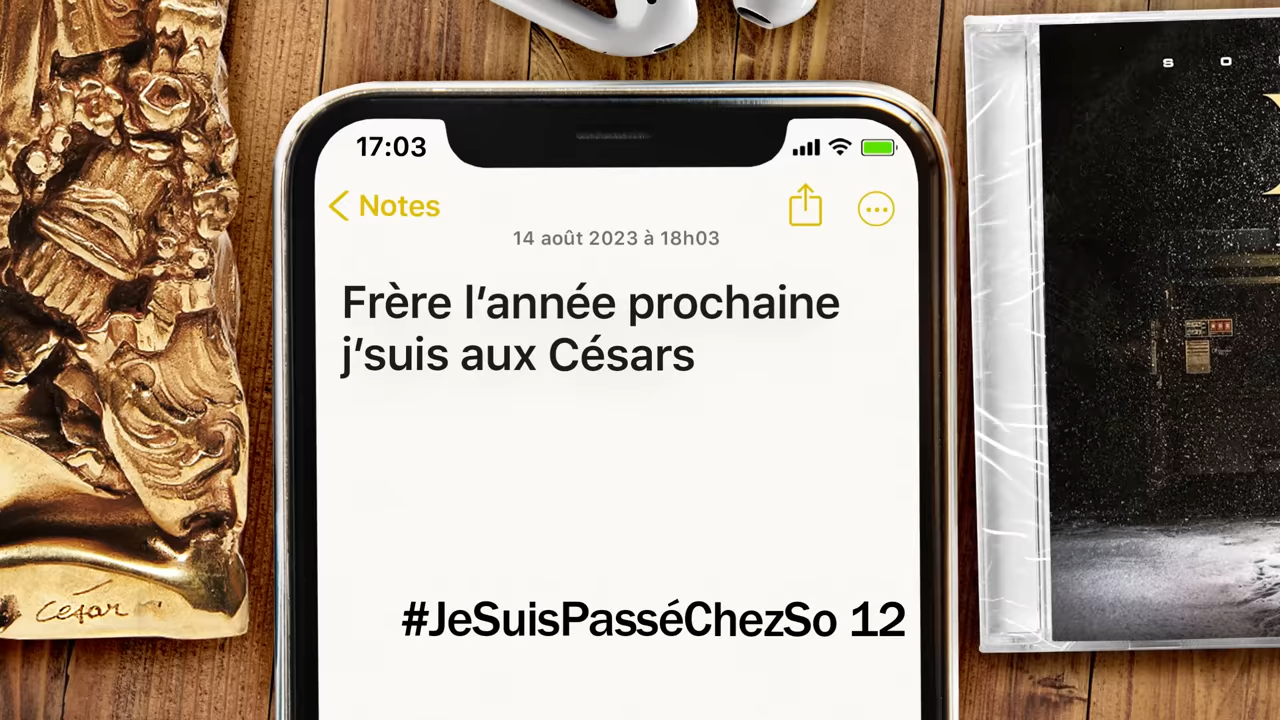 17:03
Notes
14 août 2023 à 18h03
Frère l’année prochaine
j’suis aux Césars
#JeSuisPasséChezSo 12
César
S O